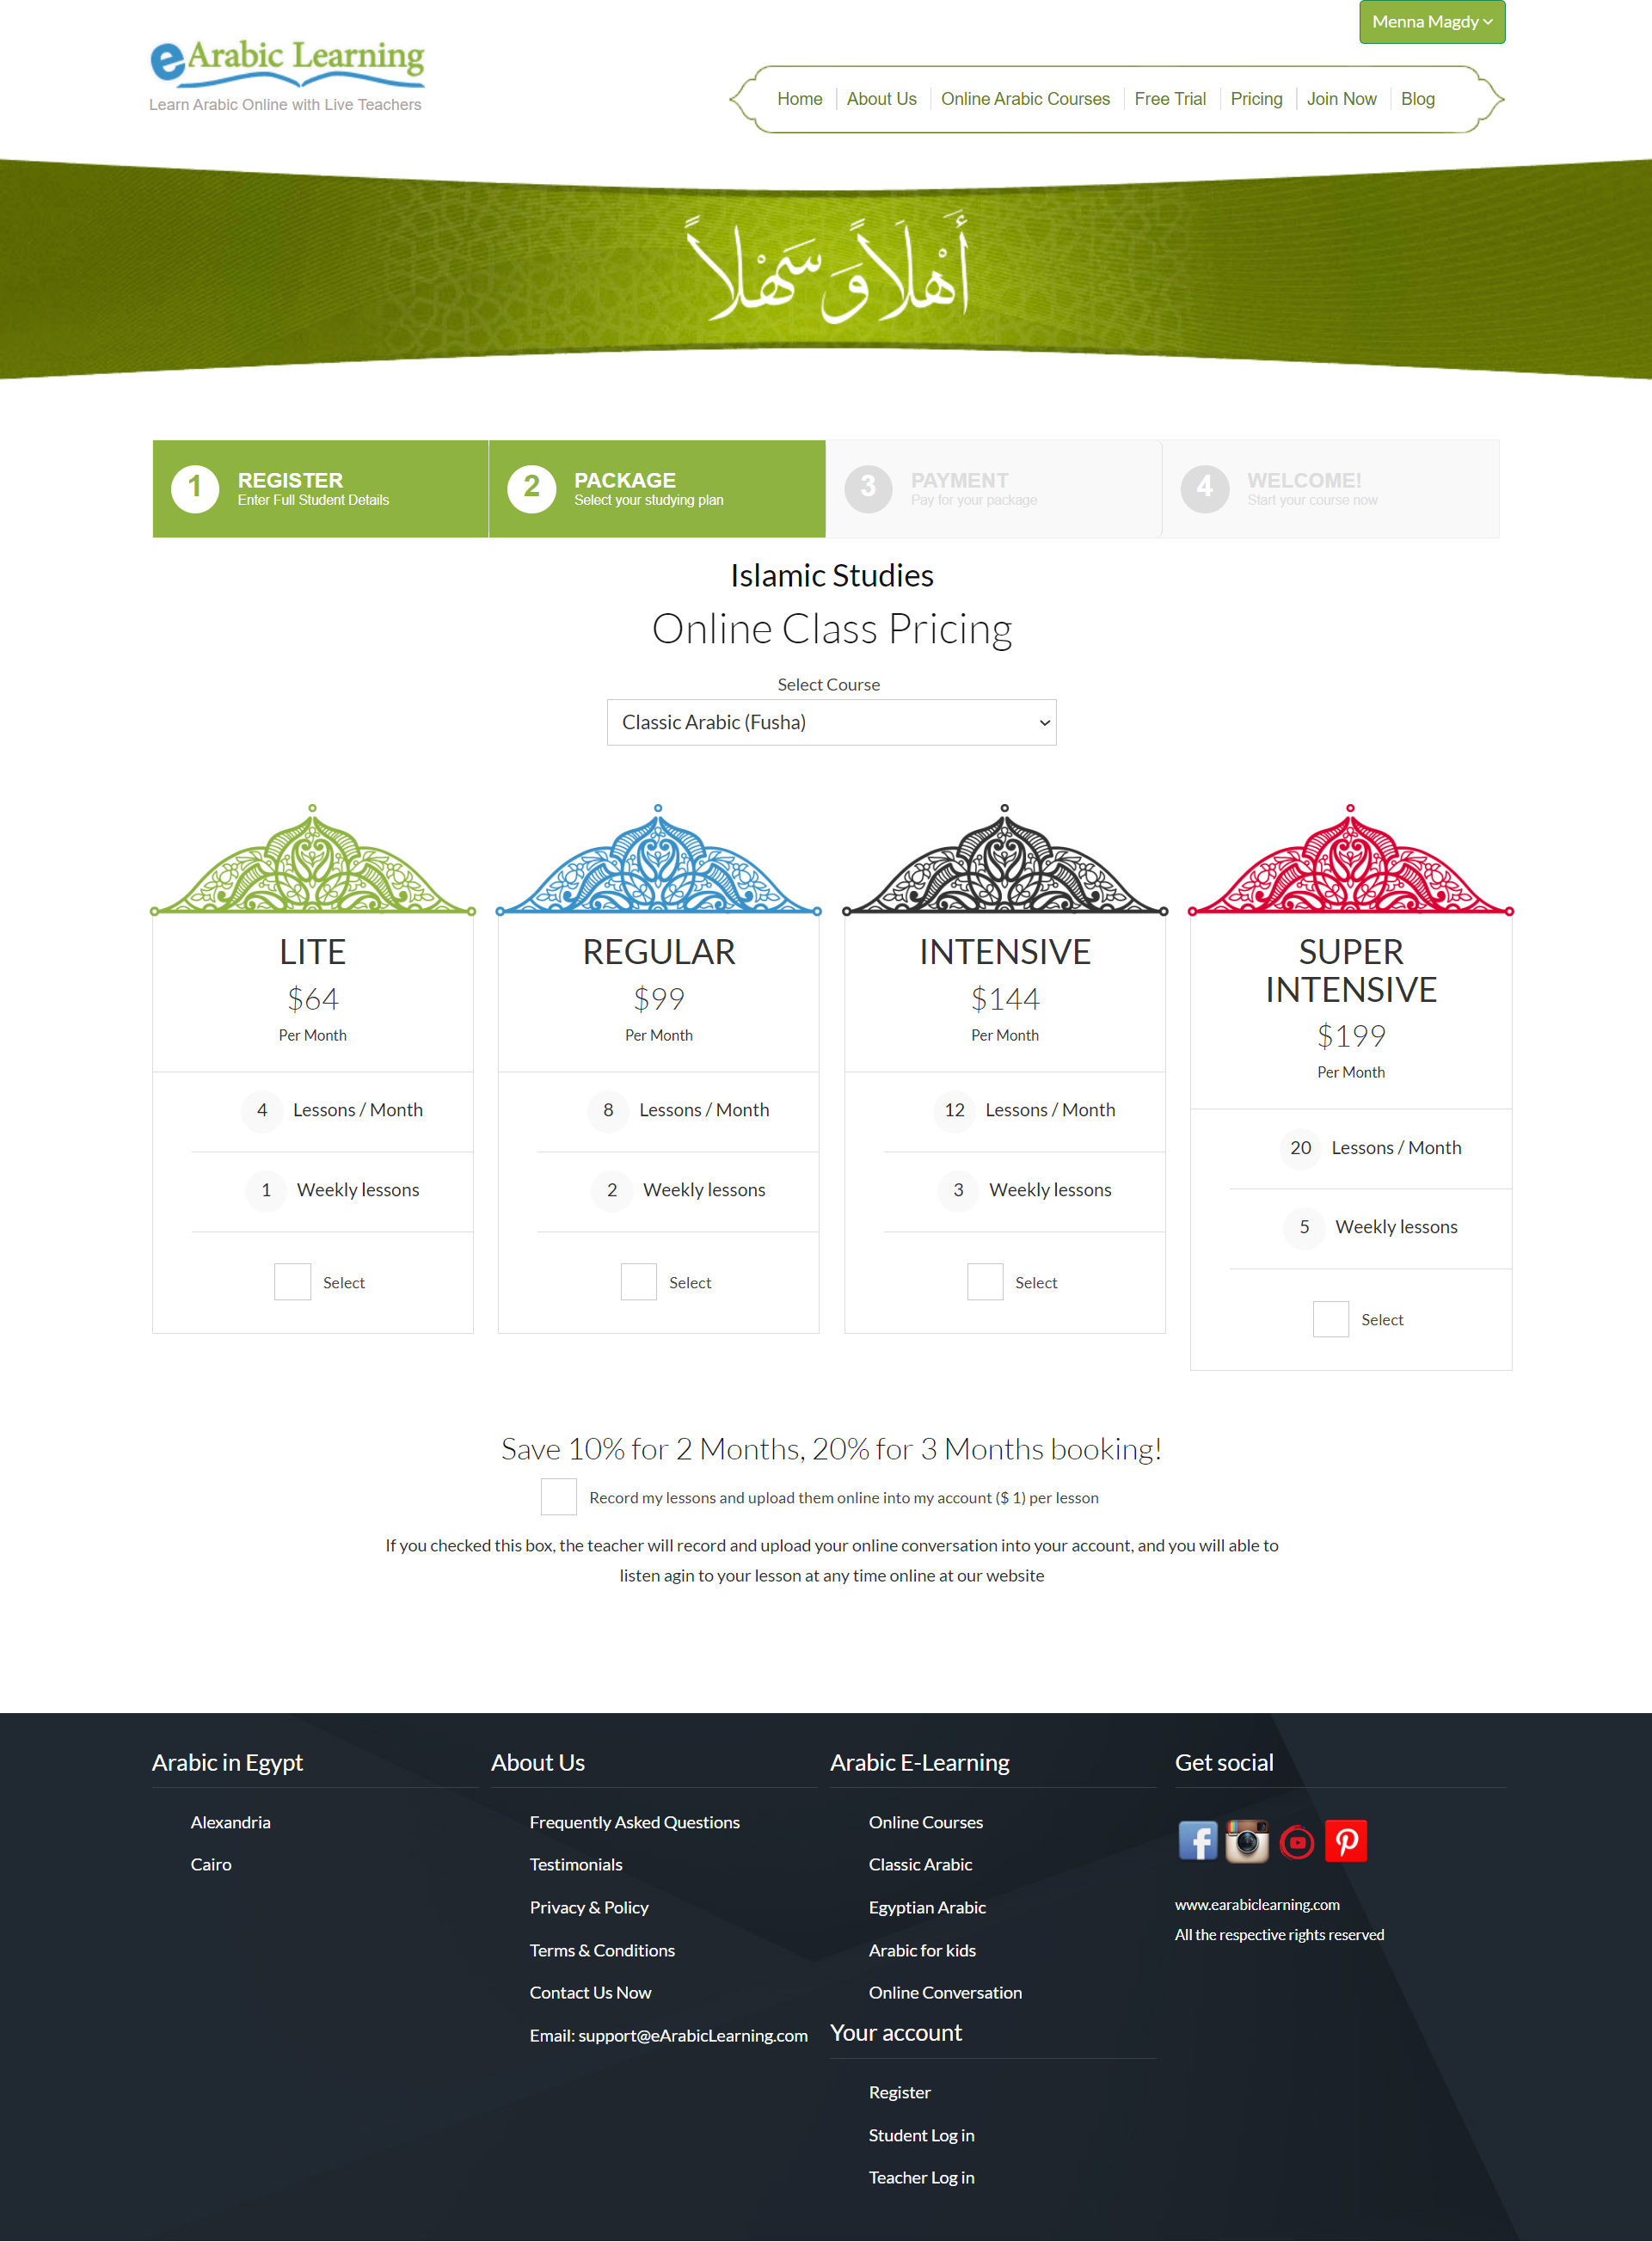 Menna Magdy
eArabic Learning
Learn Arabic Online with Live Teachers
Home
About Us
Online Arabic Courses
Free Trial
Pricing
Join Now
Blog
أَهْلَاً وَ سَهْلاً
1
REGISTER
Enter Full Student Details
2
PACKAGE
Select your studying plan
3
PAYMENT
Pay for your package
4
WELCOME!
Start your course now
Islamic Studies
Online Class Pricing
Select Course
Classic Arabic (Fusha)
LITE
$64
Per Month
4 Lessons / Month
1 Weekly lessons
Select
REGULAR
$99
Per Month
8 Lessons / Month
2 Weekly lessons
Select
INTENSIVE
$144
Per Month
12 Lessons / Month
3 Weekly lessons
Select
SUPER
INTENSIVE
$199
Per Month
20 Lessons / Month
5 Weekly lessons
Select
Save 10% for 2 Months, 20% for 3 Months booking!
Record my lessons and upload them online into my account ($ 1) per lesson
If you checked this box, the teacher will record and upload your online conversation into your account, and you will able to
listen agin to your lesson at any time online at our website
Arabic in Egypt
Alexandria
Cairo
About Us
Frequently Asked Questions
Testimonials
Privacy & Policy
Terms & Conditions
Contact Us Now
Email: support@eArabicLearning.com
Arabic E-Learning
Online Courses
Classic Arabic
Egyptian Arabic
Arabic for kids
Online Conversation
Your account
Register
Student Log in
Teacher Log in
Get social
www.earabiclearning.com
All the respective rights reserved